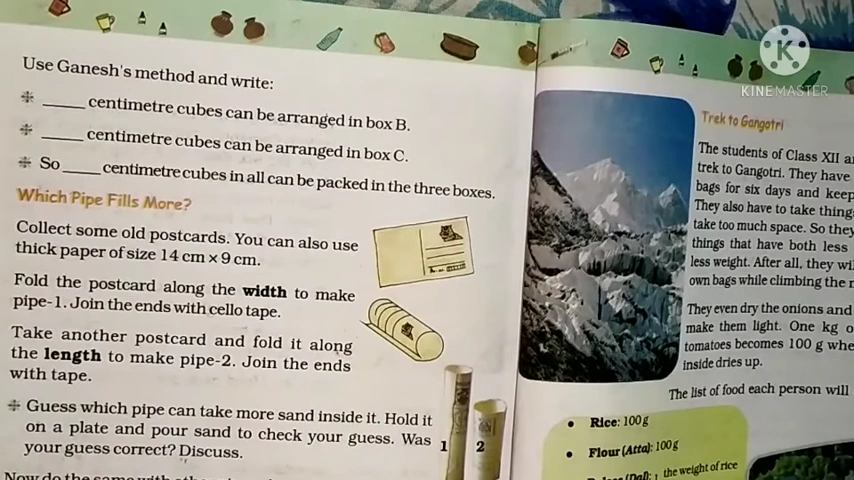 KINEMASTER
Use Ganesh's method and write:
____ centimetre cubes can be arranged in box B.
____ centimetre cubes can be arranged in box C.
So ____ centimetre cubes in all can be packed in the three boxes.
Which Pipe Fills More?
Collect some old postcards. You can also use
thick paper of size 14 cm × 9 cm.
Fold the postcard along the width to make
pipe-1. Join the ends with cello tape.
Take another postcard and fold it along
the length to make pipe-2. Join the ends
with tape.
Guess which pipe can take more sand inside it. Hold it
on a plate and pour sand to check your guess. Was
your guess correct? Discuss.
1 2
Now do the same with
Trek to Gangotri
The students of Class XII
trek to Gangotri. They have
bags for six days and keep
They also have to take
take too much space. So
things that have both less
less weight. After all, they
own bags while climbing the
They even dry the onions and
make them light. One kg
tomatoes becomes 100 g
inside dries up.
The list of food each person will
Rice: 100 g
Flour (Atta): 100 g
(Dal): the weight of rice